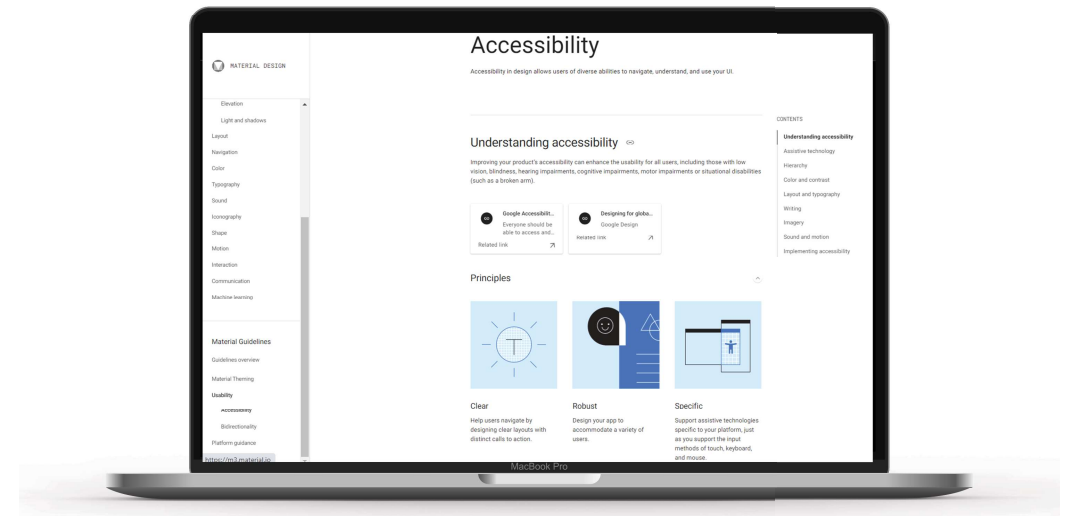 MATERIAL DESIGN
Elevation
Light and shadows
Layout
Navigation
Color
Typography
Sound
Iconography
Shape
Motion
Interaction
Communication
Machine learning
Material Guidelines
Guidelines overview
Material Theming
Usability
Accessibility
Bidirectionality
Platform guidance
https://m3.material.io
Accessibility
Accessibility in design allows users of diverse abilities to navigate, understand, and use your UI.
Understanding accessibility
Improving your product's accessibility can enhance the usability for all users, including those with low
vision, blindness, hearing impairments, cognitive impairments, motor impairments or situational disabilities
(such as a broken arm).
Google Accessibilit...
Everyone should be
able to access and...
Related link
Designing for globa...
Google Design
Related link
Principles
T
Clear
Help users navigate by
designing clear layouts with
distinct calls to action.
Robust
Design your app to
accommodate a variety of
users.
Specific
Support assistive technologies
specific to your platform, just
as you support the input
methods of touch, keyboard,
and mouse.
CONTENTS
Understanding accessibility
Assistive technology
Hierarchy
Color and contrast
Layout and typography
Writing
Imagery
Sound and motion
Implementing accessibility
MacBook Pro